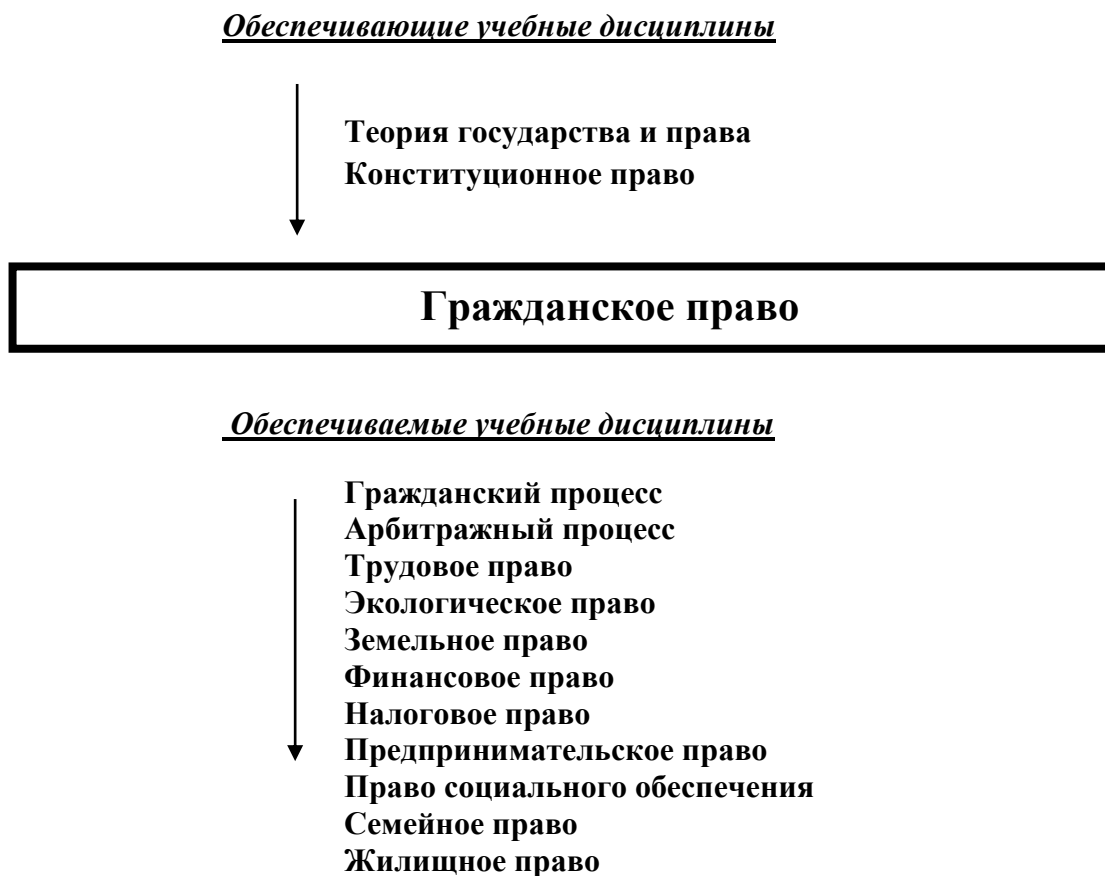 Обеспечивающие учебные дисциплины
Теория государства и права
Конституционное право
Гражданское право
Обеспечиваемые учебные дисциплины
Гражданский процесс
Арбитражный процесс
Трудовое право
Экологическое право
Земельное право
Финансовое право
Налоговое право
Предпринимательское право
Право социального обеспечения
Семейное право
Жилищное право